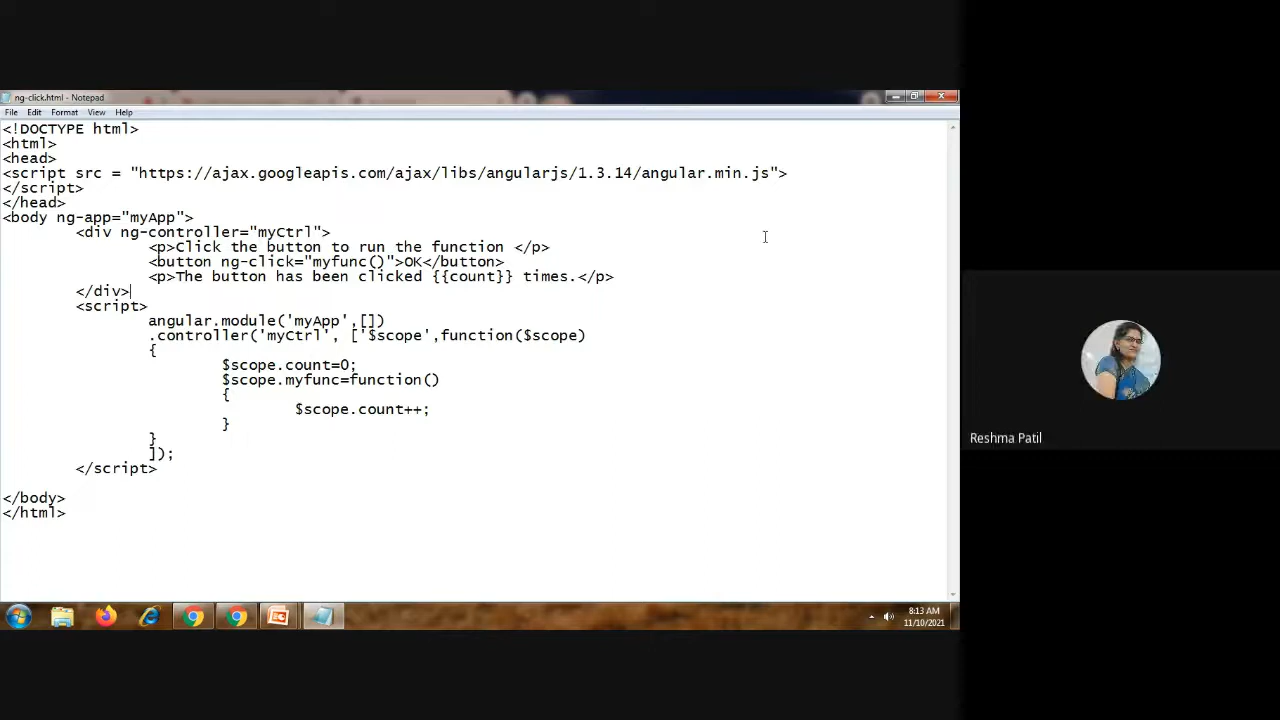 ng-click.html - Notepad
File Edit Format View Help
<!DOCTYPE html>
<html>
<head>
<script src = "https://ajax.googleapis.com/ajax/libs/angularjs/1.3.14/angular.min.js">
</script>
</head>
<body ng-app="myApp">
<div ng-controller="myCtrl">
<p>Click the button to run the function </p>
<button ng-click="myfunc()">OK</button>
<p>The button has been clicked {{count}} times.</p>
</div>
<script>
angular.module('myApp',[])
.controller('myCtrl', ['$scope',function($scope)
{
$scope.count=0;
$scope.myfunc=function()
{
$scope.count++;
}
}
]);
</script>
</body>
</html>
Reshma Patil
8:13 AM
11/10/2021